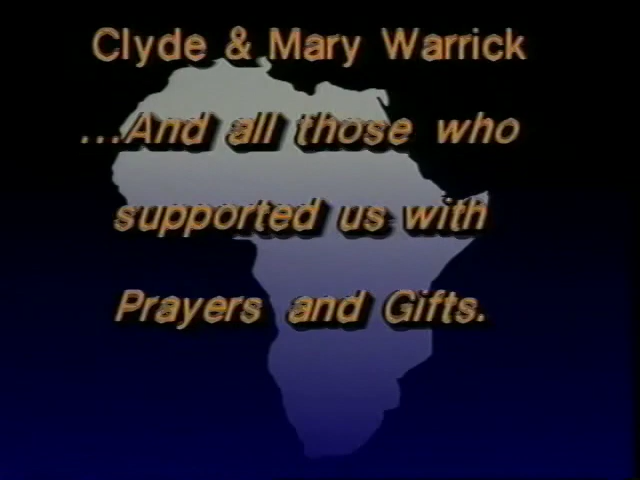 Clyde & Mary Warrick
...And all those who
supported us with
Prayers and Gifts.